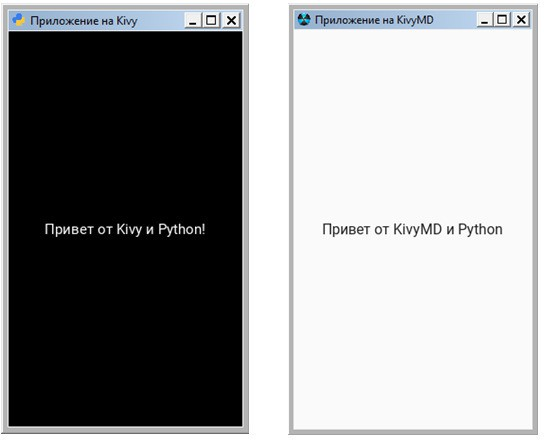 Приложение на Kivy
Привет от Kivy и Python!
Приложение на KivyMD
Привет от KivyMD и Python